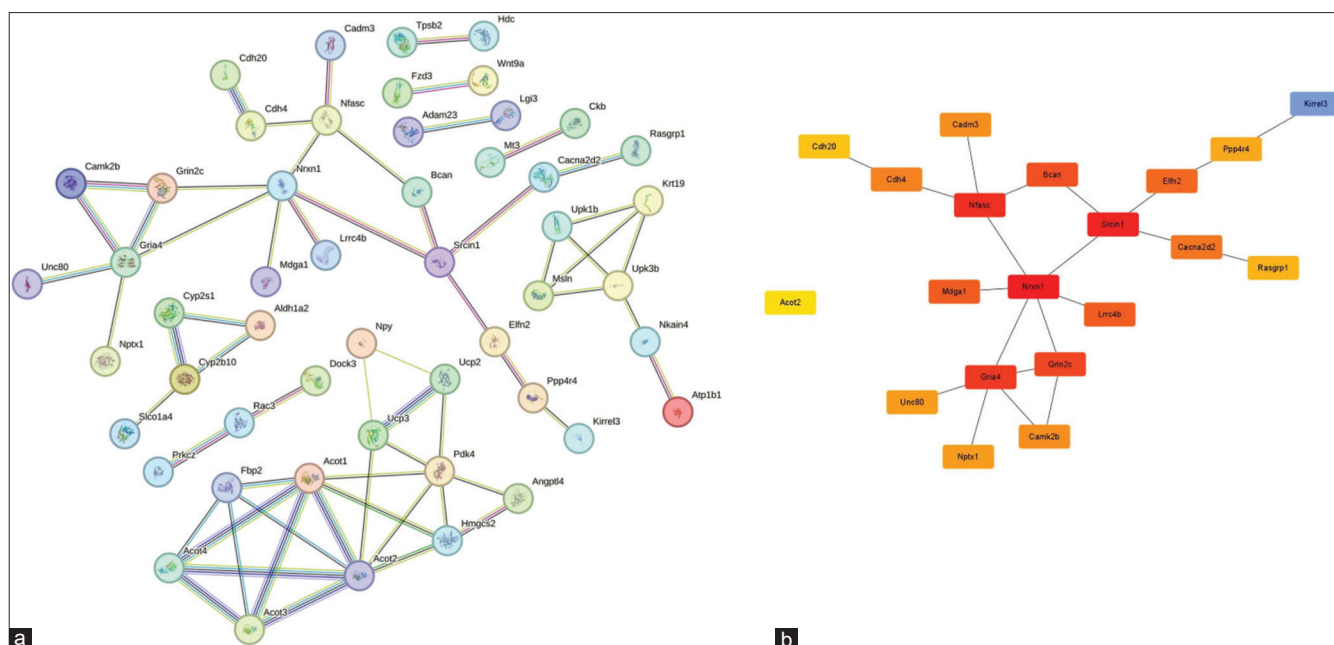 Cadm3
Tpsb2
Hdc
Cdh20
Fzd3
Wnt9a
Cdh4
Nfasc
Adam23
Lgi3
Ckb
Mt3
Rasgrp1
Camk2b
Grin2c
Nrxn1
Bcan
Cacna2d2
Krt19
Upk1b
Gria4
Lrrc4b
Srcin1
Unc80
Mdga1
Msln
Upk3b
Cyp2s1
Aldh1a2
Nptx1
Npy
Elfn2
Nkain4
Cyp2b10
Dock3
Ucp2
Slco1a4
Rac3
Ppp4r4
Atp1b1
Prkcz
Ucp3
Kirrel3
Fbp2
Acot1
Pdk4
Angptl4
Hmgcs2
Acot4
Acot2
Acot3
a
Kirrel3
Cadm3
Cdh20
Ppp4r4
Bcan
Cdh4
Elfn2
Nfasc
Srcin1
Cacna2d2
Rasgrp1
Nrxn1
Mdga1
Acot2
Lrrc4b
Grin2c
Gria4
Unc80
Camk2b
Nptx1
b